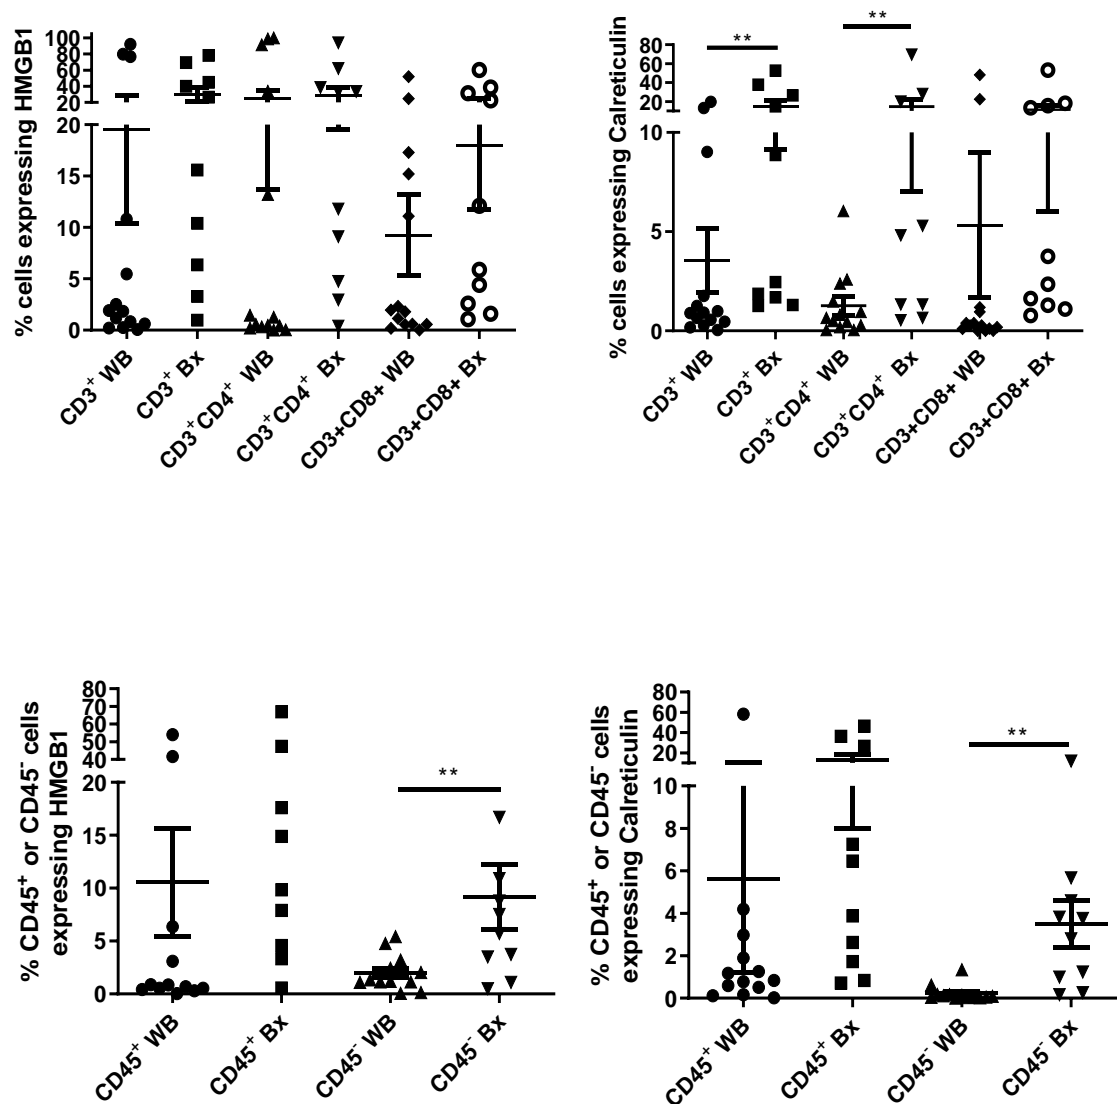 % cells expressing HMGB1
100
80
60
40
20
20
15
10
5
0
CD3⁺ WB
CD3⁺ Bx
CD3⁺CD4⁺ WB
CD3⁺CD4⁺ Bx
CD3+CD8+ WB
CD3+CD8+ Bx
% cells expressing Calreticulin
80
60
40
20
10
5
0
**
**
CD3⁺ WB
CD3⁺ Bx
CD3⁺CD4⁺ WB
CD3⁺CD4⁺ Bx
CD3+CD8+ WB
CD3+CD8+ Bx
% CD45⁺ or CD45⁻ cells
expressing HMGB1
80
70
60
50
40
20
15
10
5
0
**
CD45⁺ WB
CD45⁺ Bx
CD45⁻ WB
CD45⁻ Bx
% CD45⁺ or CD45⁻ cells
expressing Calreticulin
80
60
40
20
10
8
6
4
2
0
**
CD45⁺ WB
CD45⁺ Bx
CD45⁻ WB
CD45⁻ Bx